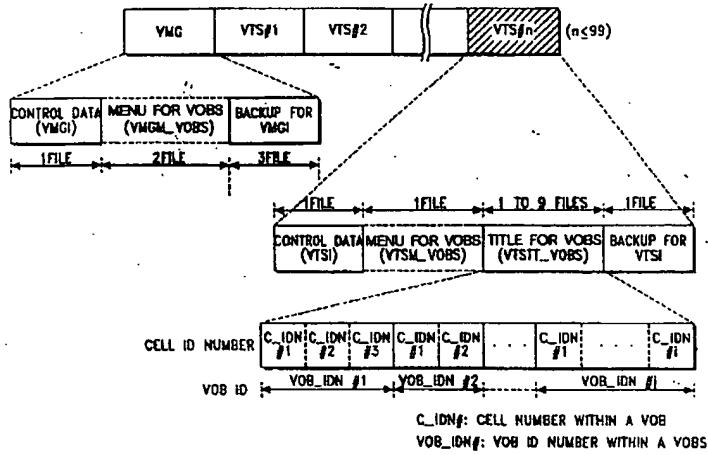 VMG VTS#1 VTS#2 VTS#n (n≤99)
CONTROL DATA (VMGI) MENU FOR VOBS (VMGM_VOBS) BACKUP FOR VMGI
1FILE 2FILE 3FILE
1FILE 1FILE 1 TO 9 FILES 1FILE
CONTROL DATA (VTSI) MENU FOR VOBS (VTSM_VOBS) TITLE FOR VOBS (VTSTT_VOBS) BACKUP FOR VTSI
CELL ID NUMBER C_IDN #1 C_IDN #2 C_IDN #3 C_IDN #1 C_IDN #2 . . . C_IDN #1 . . . . C_IDN #i
VOB ID VOB_IDN #1 VOB_IDN #2 VOB_IDN #i
C_IDN#: CELL NUMBER WITHIN A VOB
VOB_IDN#: VOB ID NUMBER WITHIN A VOBS